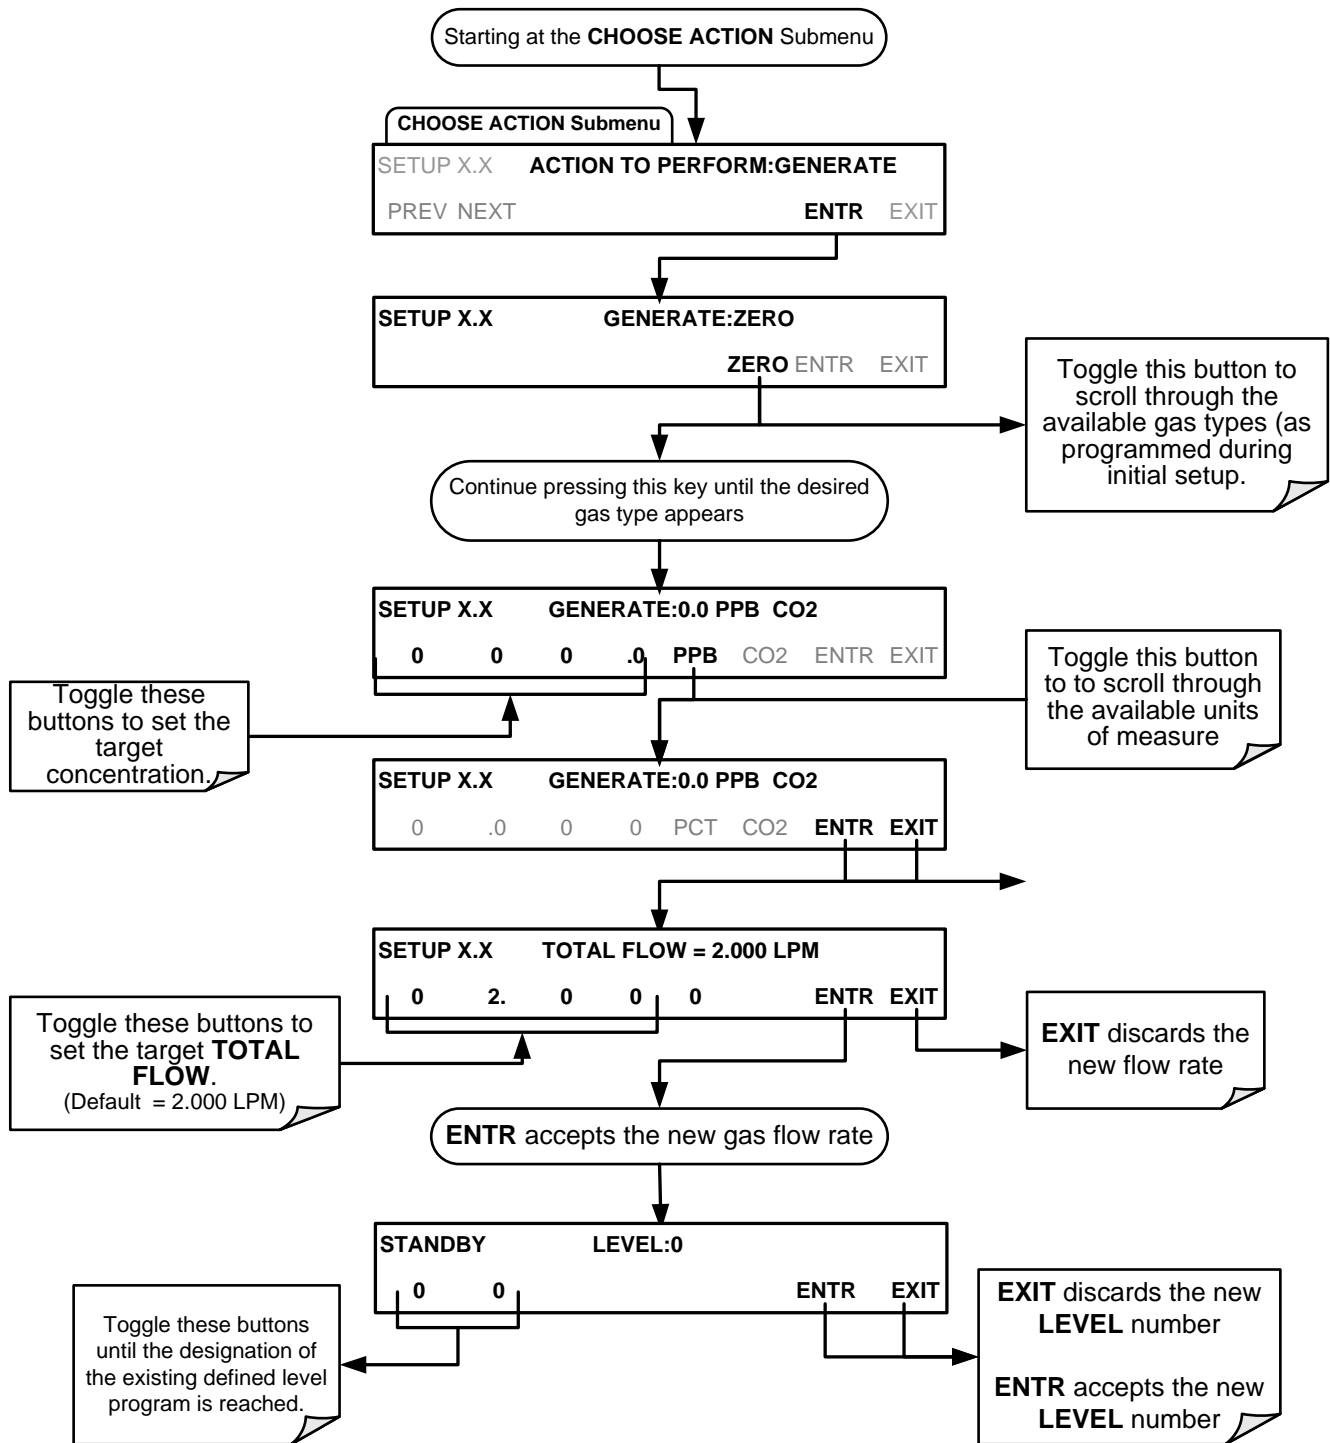 Starting at the CHOOSE ACTION Submenu
CHOOSE ACTION Submenu
SETUP X.X ACTION TO PERFORM:GENERATE
PREV NEXT ENTR EXIT
SETUP X.X GENERATE:ZERO
ZERO ENTR EXIT
Toggle this button to
scroll through the
available gas types (as
programmed during
initial setup.
Continue pressing this key until the desired
gas type appears
SETUP X.X GENERATE:0.0 PPB CO2
0 0 0 .0 PPB CO2 ENTR EXIT
Toggle these
buttons to set the
target
concentration.
Toggle this button
to to scroll through
the available units
of measure
SETUP X.X GENERATE:0.0 PPB CO2
0 .0 0 0 PCT CO2 ENTR EXIT
SETUP X.X TOTAL FLOW = 2.000 LPM
0 2. 0 0 0 ENTR EXIT
Toggle these buttons to
set the target TOTAL
FLOW.
(Default = 2.000 LPM)
EXIT discards the
new flow rate
ENTR accepts the new gas flow rate
STANDBY LEVEL:0
0 0 ENTR EXIT
Toggle these buttons
until the designation of
the existing defined level
program is reached.
EXIT discards the new
LEVEL number
ENTR accepts the new
LEVEL number